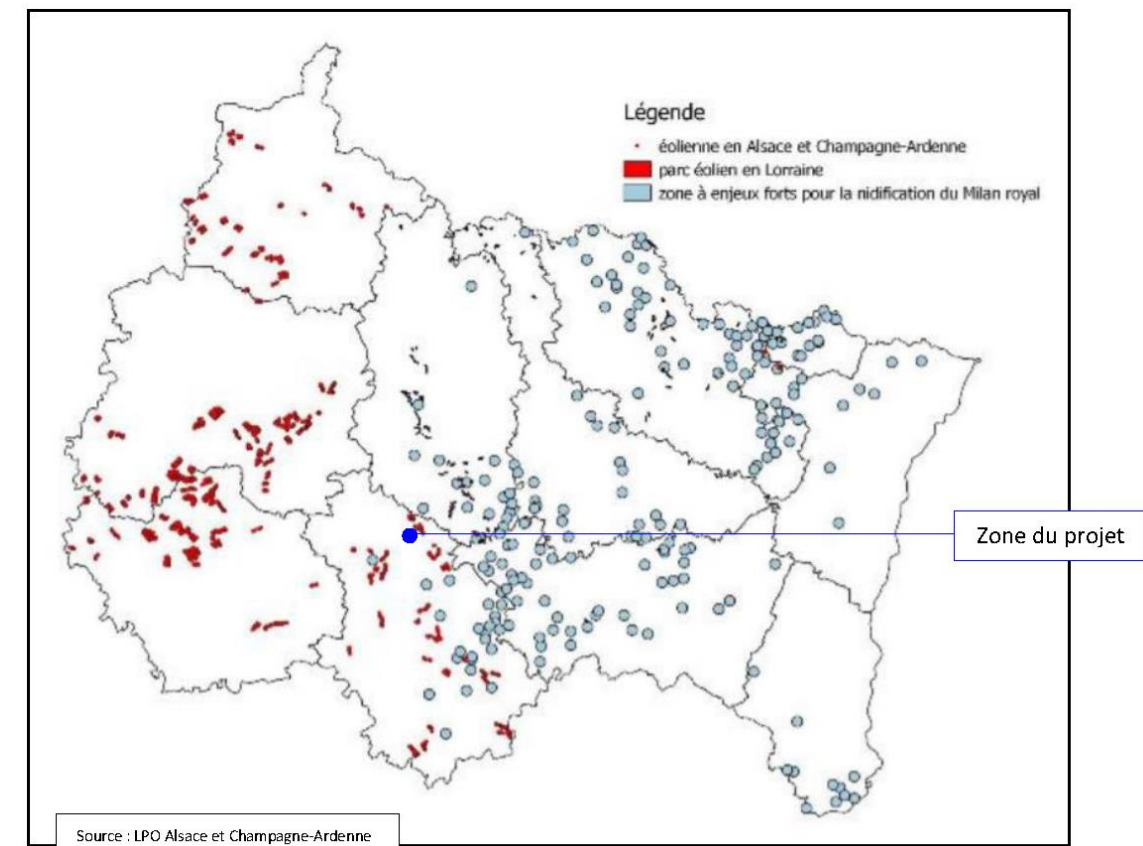 Légende
éolienne en Alsace et Champagne-Ardenne
parc éolien en Lorraine
zone à enjeux forts pour la nidification du Milan royal
Zone du projet
Source : LPO Alsace et Champagne-Ardenne